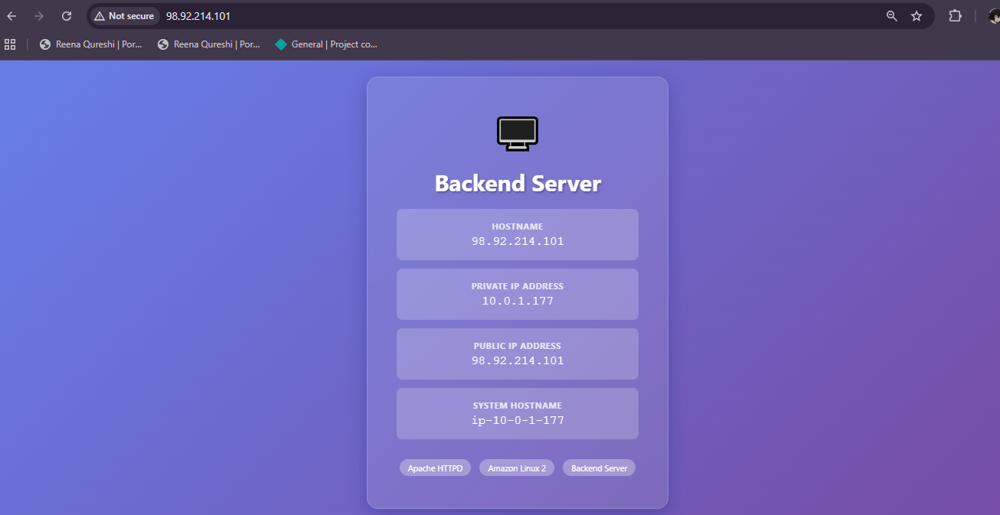 Not secure
98.92.214.101
Reena Qureshi | Por...
Reena Qureshi | Por...
General | Project co...
Backend Server
HOSTNAME
98.92.214.101
PRIVATE IP ADDRESS
10.0.1.177
PUBLIC IP ADDRESS
98.92.214.101
SYSTEM HOSTNAME
ip-10-0-1-177
Apache HTTPD
Amazon Linux 2
Backend Server